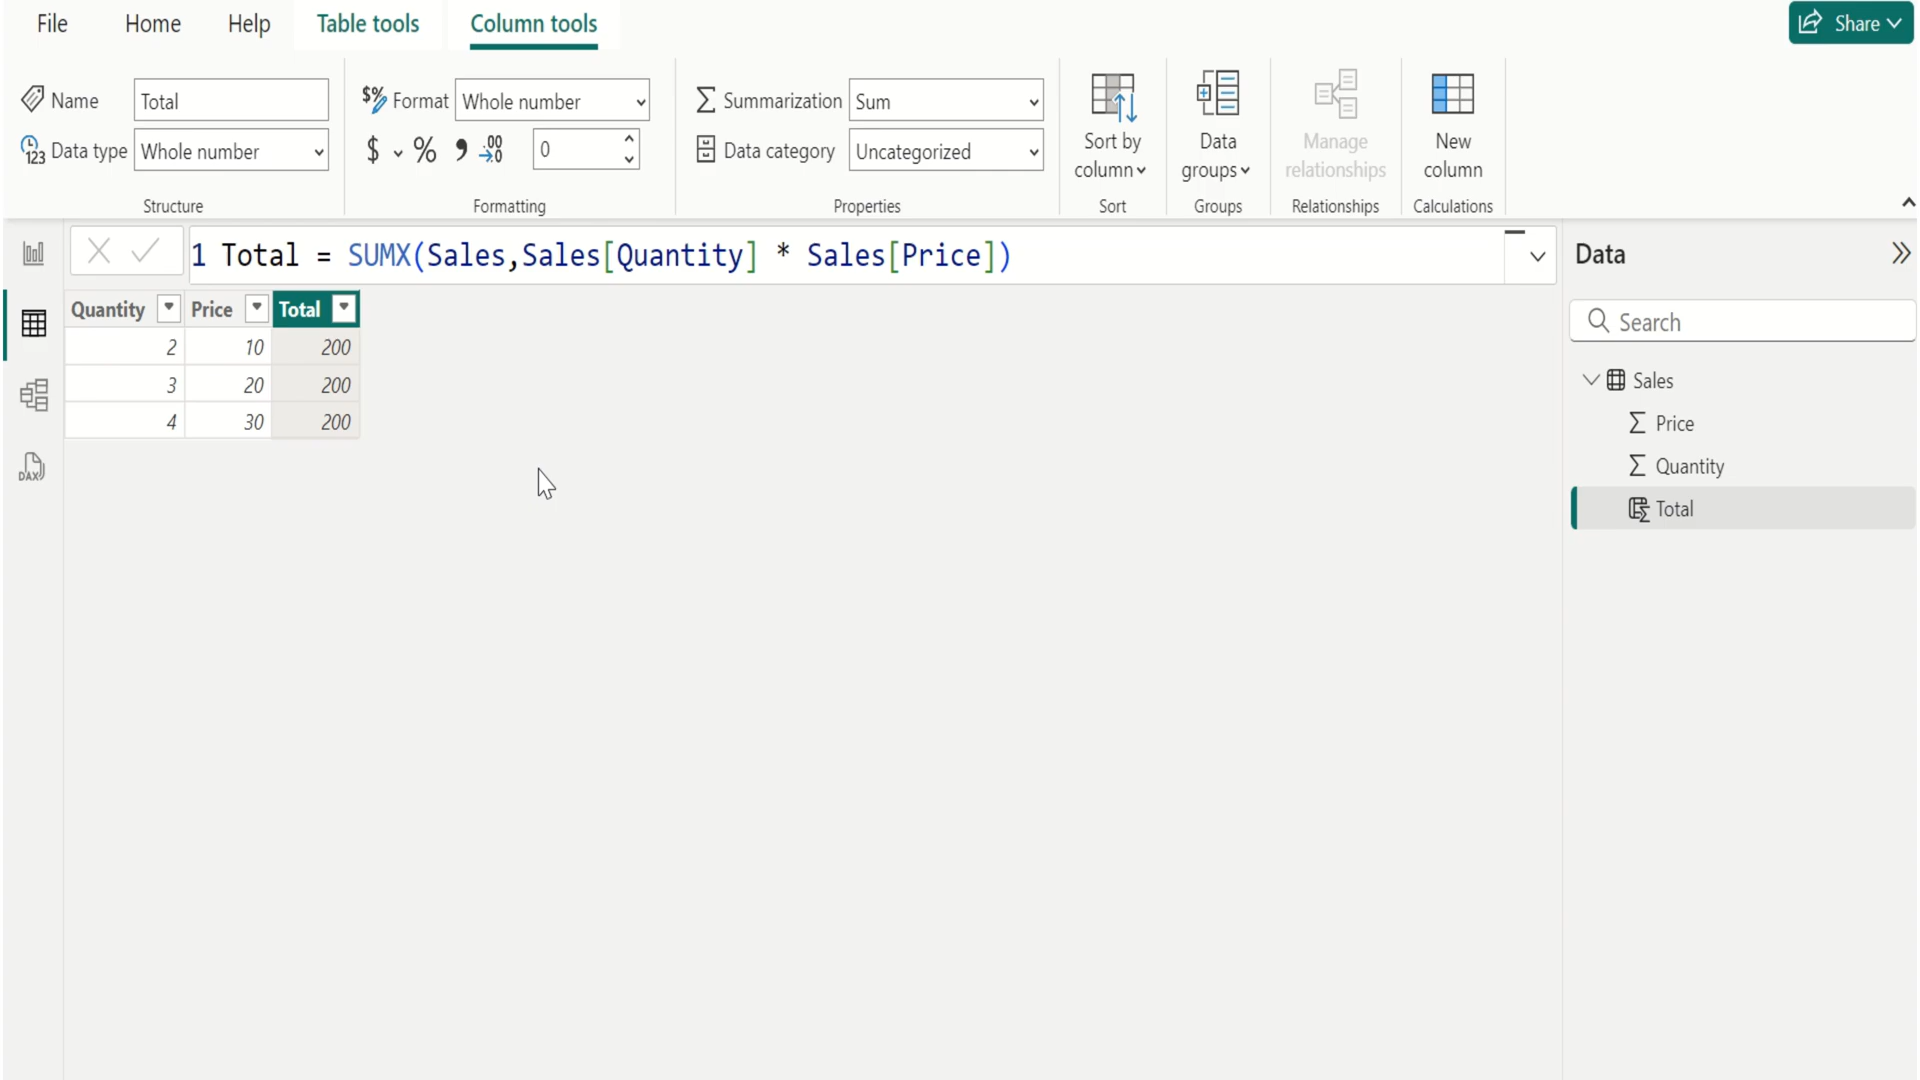 File Home Help Table tools Column tools Share
Name Total $% Format Whole number Summarization Sum
Data type Whole number $ % , .00 0 Data category Uncategorized
Sort by column
Data groups
Manage relationships
New column
Structure Formatting Properties Sort Groups Relationships Calculations
1 Total = SUMX(Sales,Sales[Quantity] * Sales[Price])
Quantity Price Total
2 10 200
3 20 200
4 30 200
DAX
Data
Search
Sales
Price
Quantity
Total